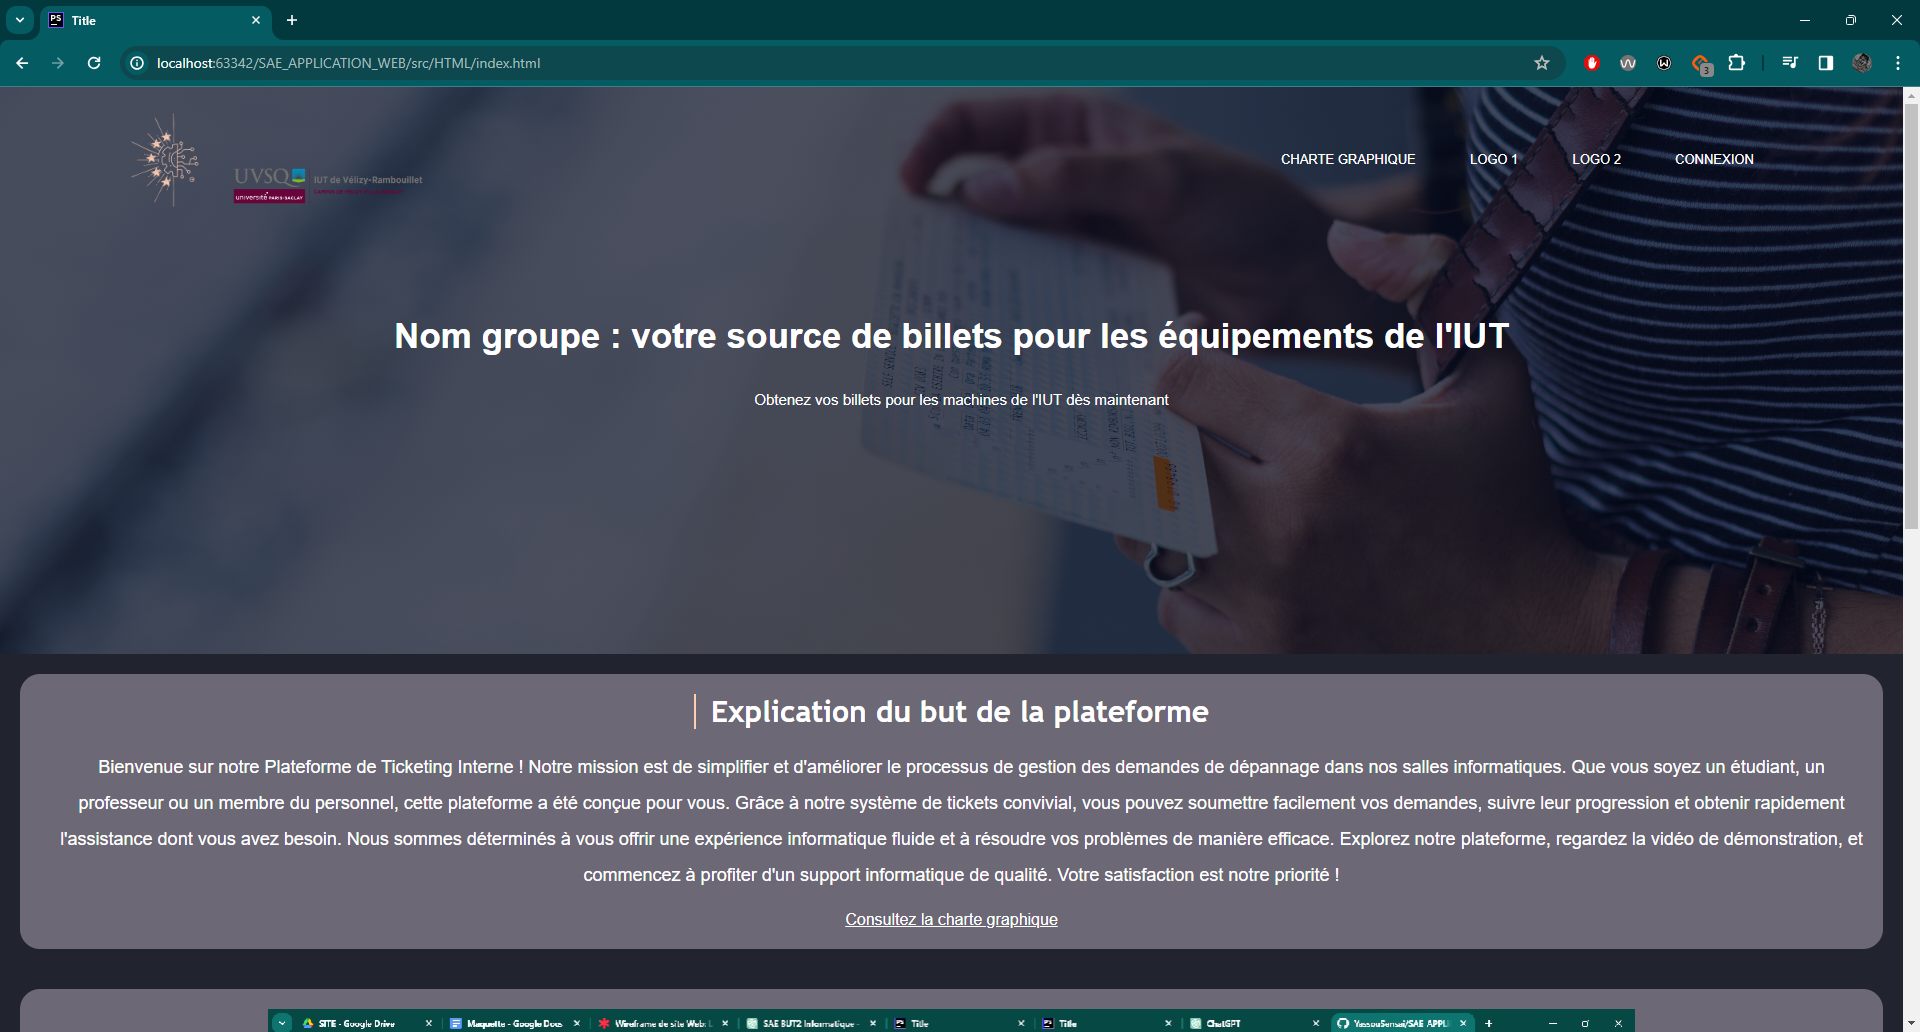 Title
localhost:63342/SAE_APPLICATION_WEB/src/HTML/index.html
3
UVSQ
université PARIS-SACLAY
IUT de Vélizy-Rambouillet
CHARTE GRAPHIQUE
LOGO 1
LOGO 2
CONNEXION
Nom groupe : votre source de billets pour les équipements de l'IUT
Obtenez vos billets pour les machines de l'IUT dès maintenant
Explication du but de la plateforme
Bienvenue sur notre Plateforme de Ticketing Interne ! Notre mission est de simplifier et d'améliorer le processus de gestion des demandes de dépannage dans nos salles informatiques. Que vous soyez un étudiant, un
professeur ou un membre du personnel, cette plateforme a été conçue pour vous. Grâce à notre système de tickets convivial, vous pouvez soumettre facilement vos demandes, suivre leur progression et obtenir rapidement
l'assistance dont vous avez besoin. Nous sommes déterminés à vous offrir une expérience informatique fluide et à résoudre vos problèmes de manière efficace. Explorez notre plateforme, regardez la vidéo de démonstration, et
commencez à profiter d'un support informatique de qualité. Votre satisfaction est notre priorité !
Consultez la charte graphique
SITE - Google Drive
Maquette - Google Docs
Wireframe de site Web
SAE BUT2 Informatique -
Title
Title
ChatGPT
YassouSensai/SAE_APPL